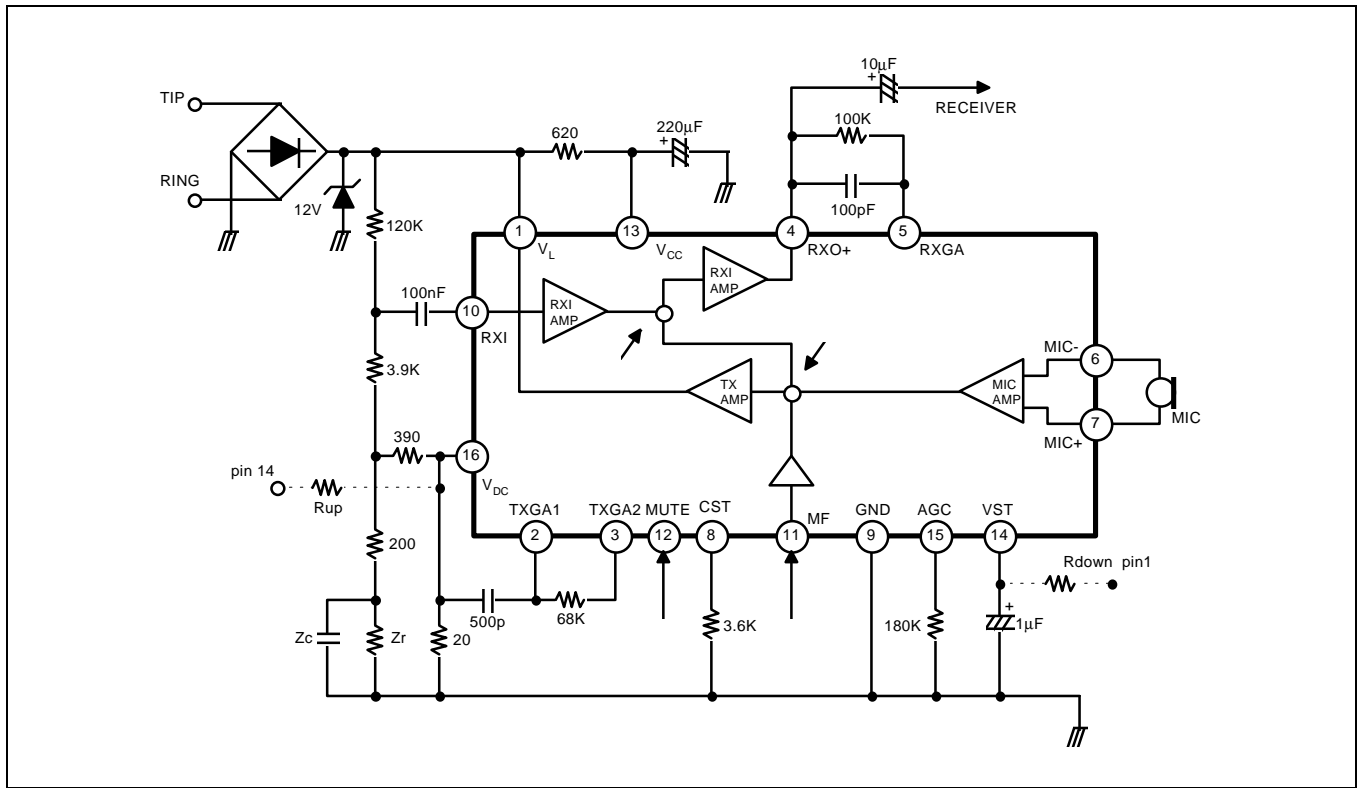 10µF
+
TIP
RECEIVER
100K
620
220µF
+
RING
12V
120K
100pF
1
13
4
5
VL
VCC
RXO+
RXGA
RXI
AMP
100nF
RXI
AMP
10
RXI
MIC-
6
3.9K
TX
AMP
MIC
AMP
MIC
7
MIC+
390
16
pin 14
VDC
Rup
TXGA1
TXGA2
MUTE
CST
MF
GND
AGC
VST
2
3
12
8
11
9
15
14
200
Rdown pin1
500p
68K
+
Zc
Zr
20
3.6K
180K
1µF